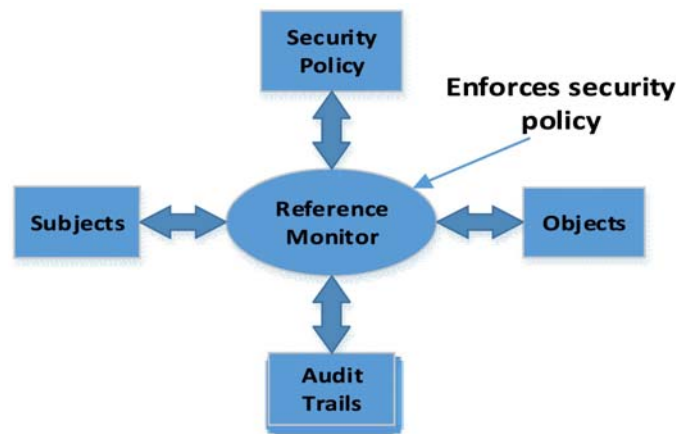 Security
Policy
Enforces security
policy
Subjects
Reference
Monitor
Objects
Audit
Trails